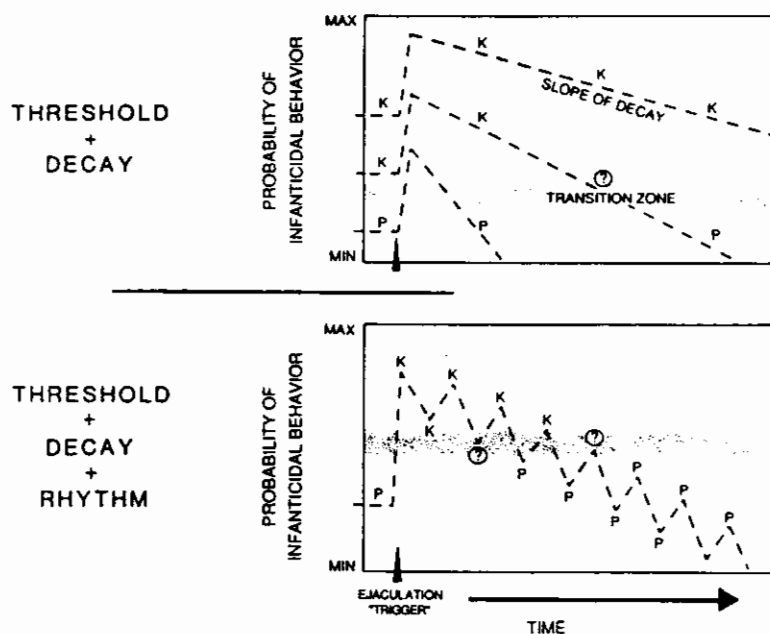 THRESHOLD
+
DECAY
PROBABILITY OF
INFANTICIDAL BEHAVIOR
MAX
MIN
K
K
K
K
SLOPE OF DECAY
K
K
?
TRANSITION ZONE
P
P
P
THRESHOLD
+
DECAY
+
RHYTHM
PROBABILITY OF
INFANTICIDAL BEHAVIOR
MAX
MIN
P
K
K
K
K
K
?
P
P
?
P
P
P
P
P
EJACULATION
"TRIGGER"
TIME